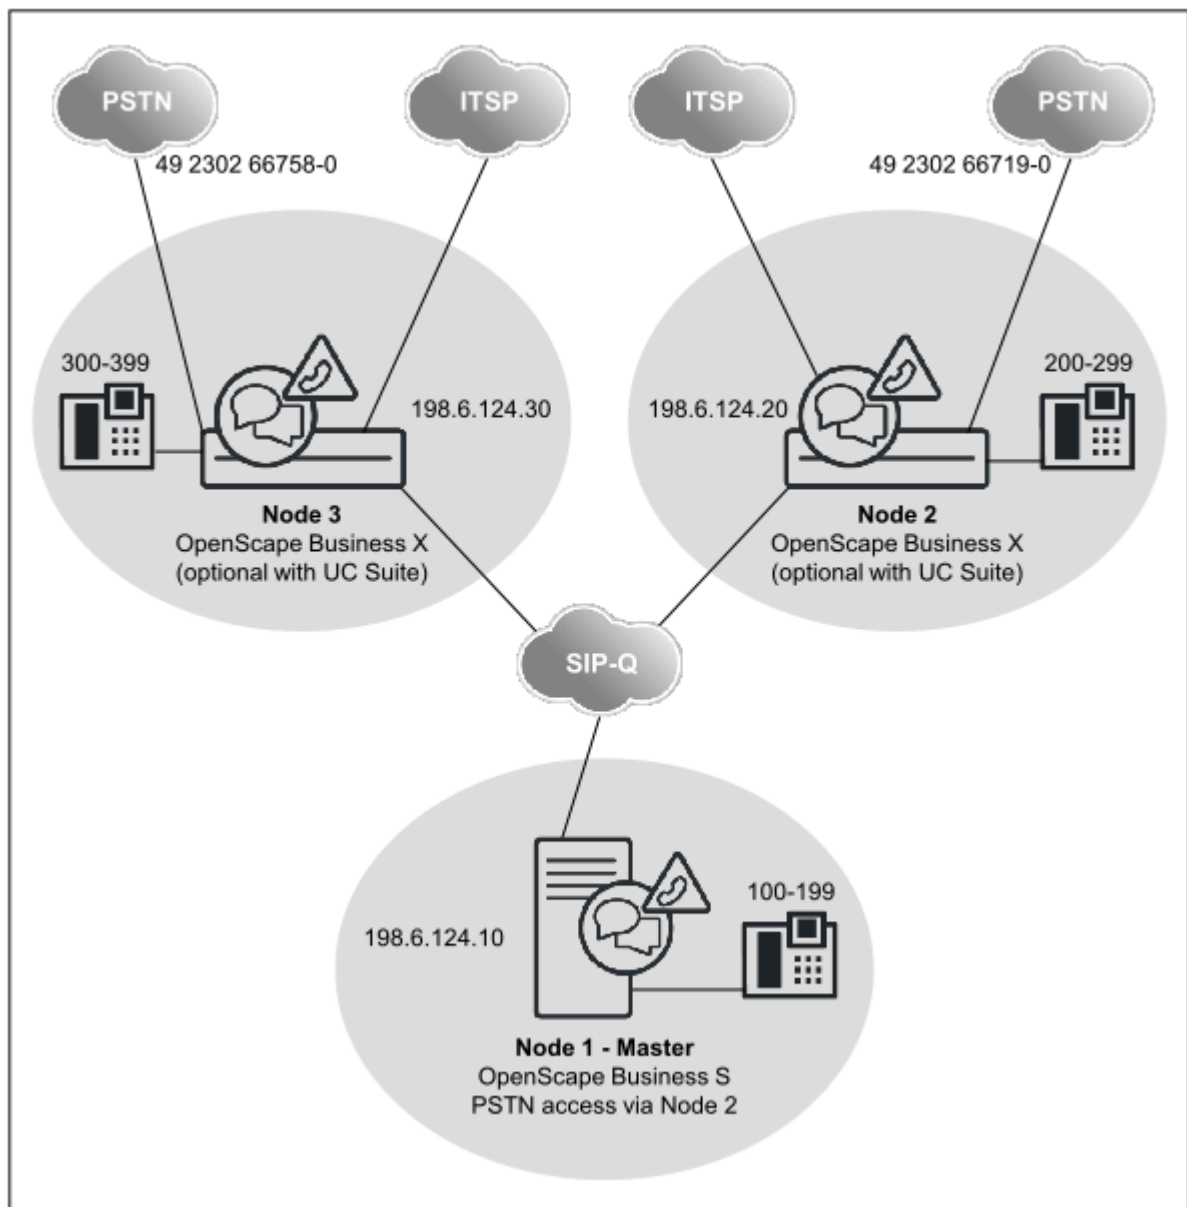 PSTN
ITSP
ITSP
PSTN
49 2302 66758-0
49 2302 66719-0
300-399
198.6.124.30
198.6.124.20
200-299
Node 3
OpenScape Business X
(optional with UC Suite)
Node 2
OpenScape Business X
(optional with UC Suite)
SIP-Q
100-199
198.6.124.10
Node 1 - Master
OpenScape Business S
PSTN access via Node 2